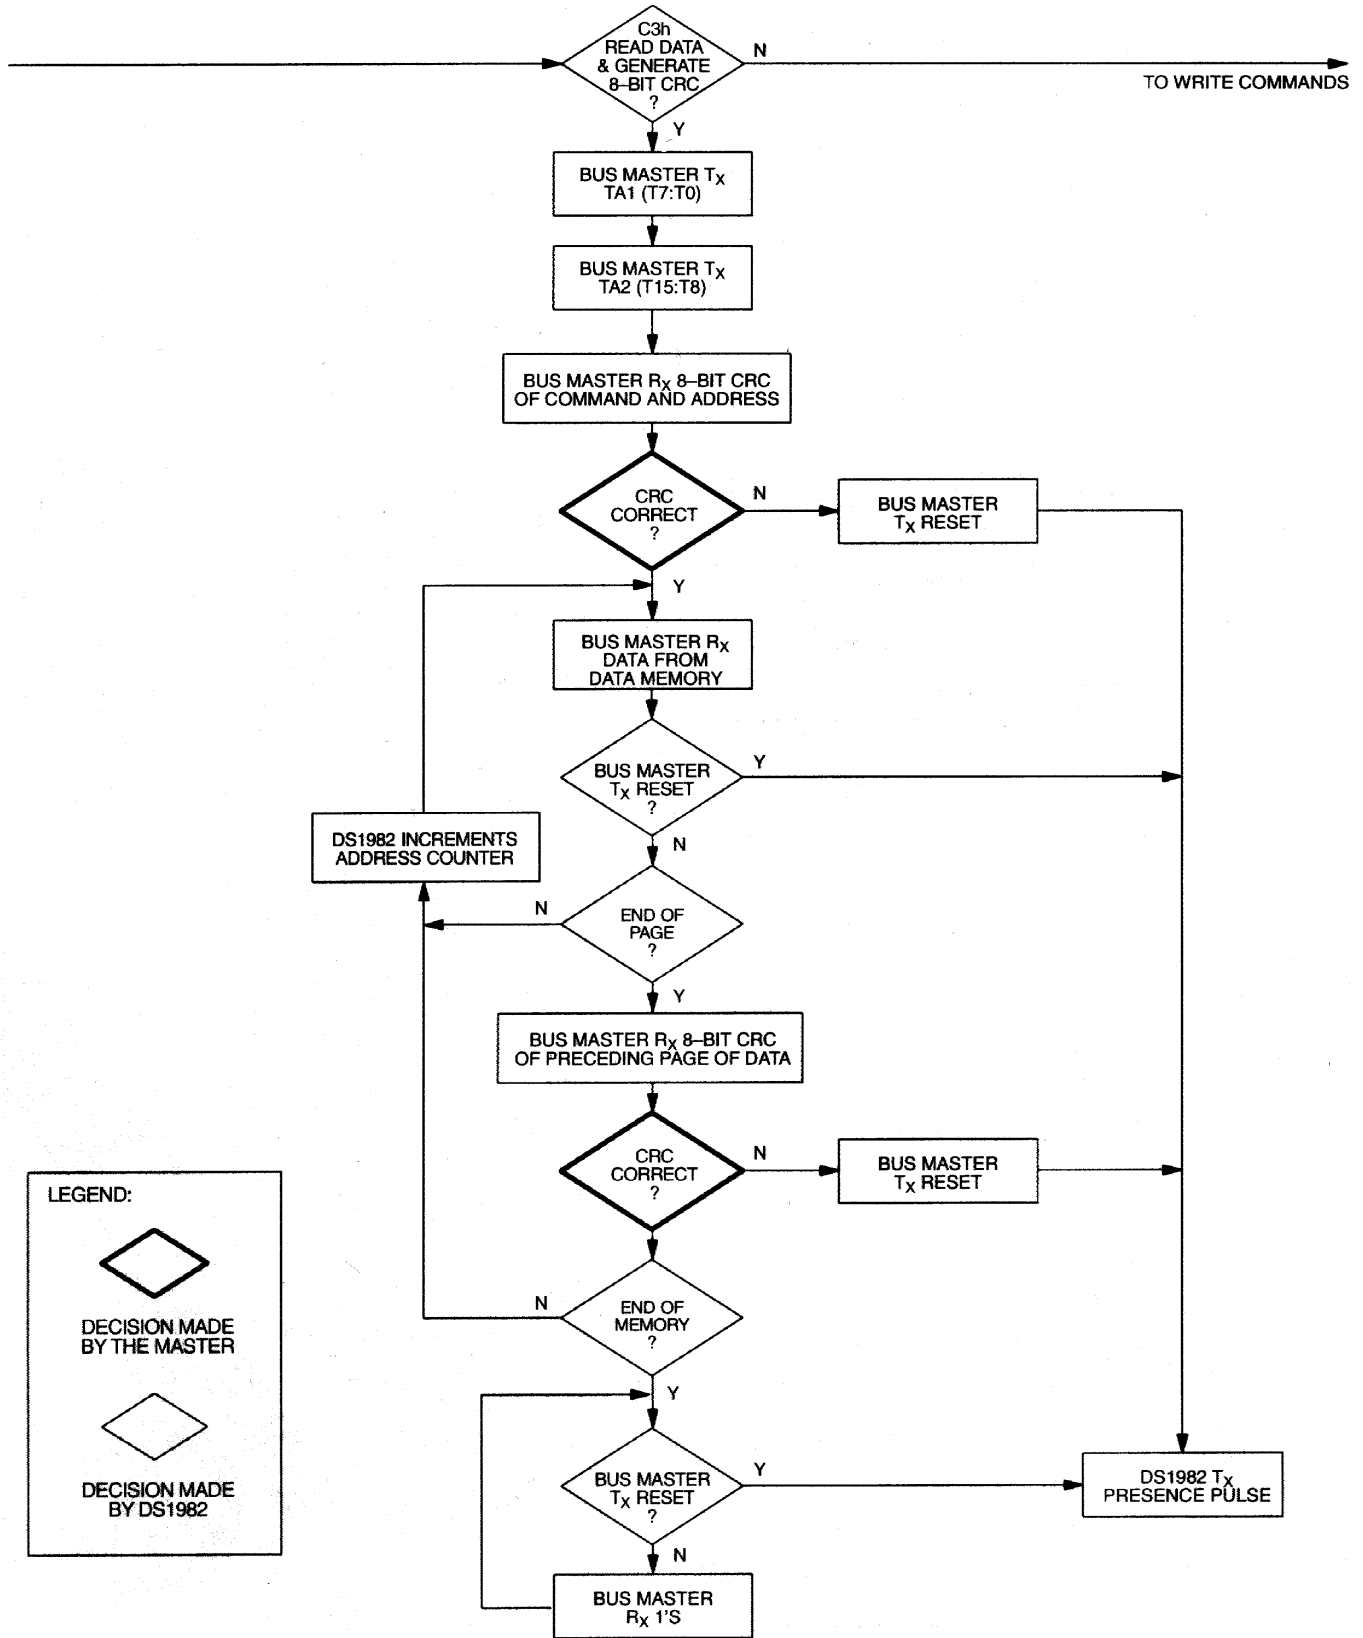 C3h
READ DATA
& GENERATE
8–BIT CRC
?
N
TO WRITE COMMANDS
Y
BUS MASTER TX
TA1 (T7:T0)
BUS MASTER TX
TA2 (T15:T8)
BUS MASTER RX 8–BIT CRC
OF COMMAND AND ADDRESS
CRC
CORRECT
?
N
BUS MASTER
TX RESET
Y
BUS MASTER RX
DATA FROM
DATA MEMORY
BUS MASTER
TX RESET
?
Y
N
DS1982 INCREMENTS
ADDRESS COUNTER
END OF
PAGE
?
N
Y
BUS MASTER RX 8–BIT CRC
OF PRECEDING PAGE OF DATA
CRC
CORRECT
?
N
BUS MASTER
TX RESET
END OF
MEMORY
?
N
Y
BUS MASTER
TX RESET
?
Y
DS1982 TX
PRESENCE PULSE
N
BUS MASTER
RX 1'S
LEGEND:
DECISION MADE
BY THE MASTER
DECISION MADE
BY DS1982